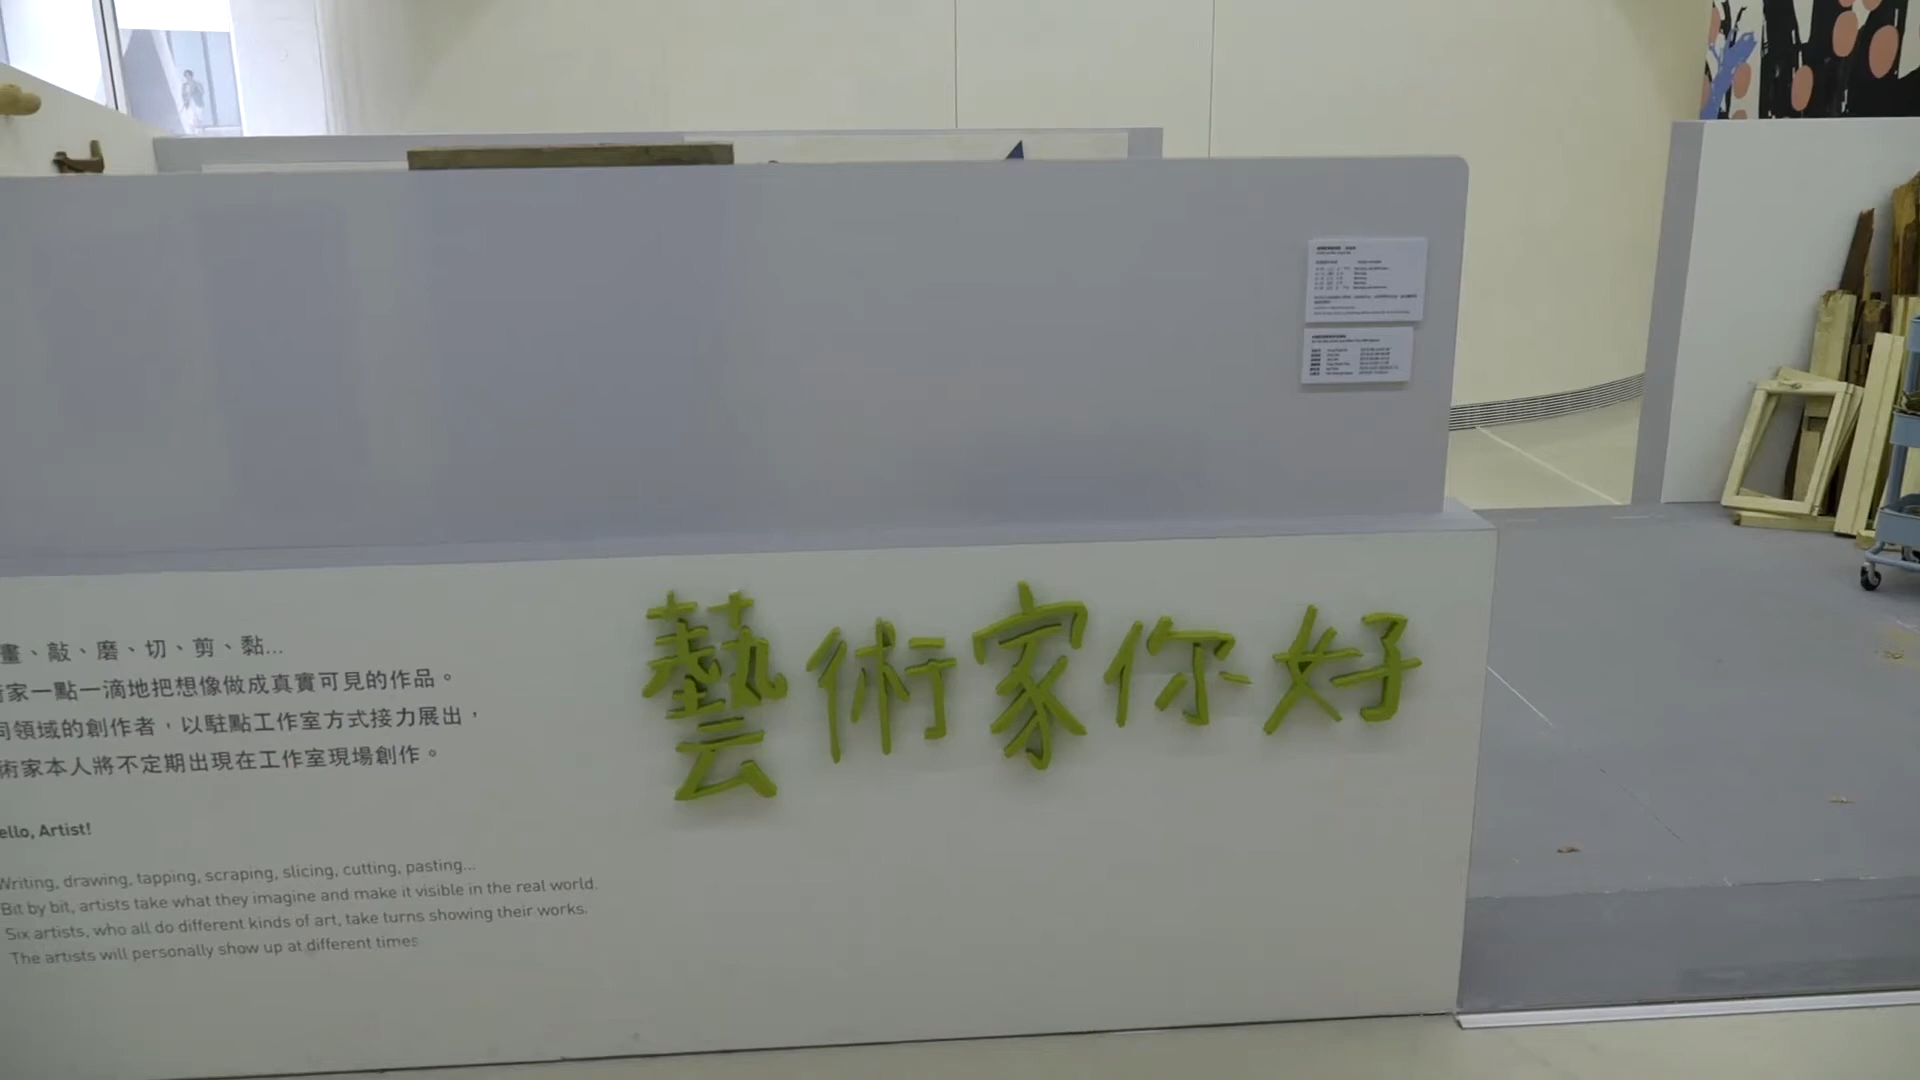 畫、敲、磨、切、剪、黏...
術家一點一滴地把想像做成真實可見的作品。
同領域的創作者，以駐點工作室方式接力展出，
術家本人將不定期出現在工作室現場創作。
ello, Artist!
Writing, drawing, tapping, scraping, slicing, cutting, pasting...
Bit by bit, artists take what they imagine and make it visible in the real world.
Six artists, who all do different kinds of art, take turns showing their works.
The artists will personally show up at different times
藝術家你好